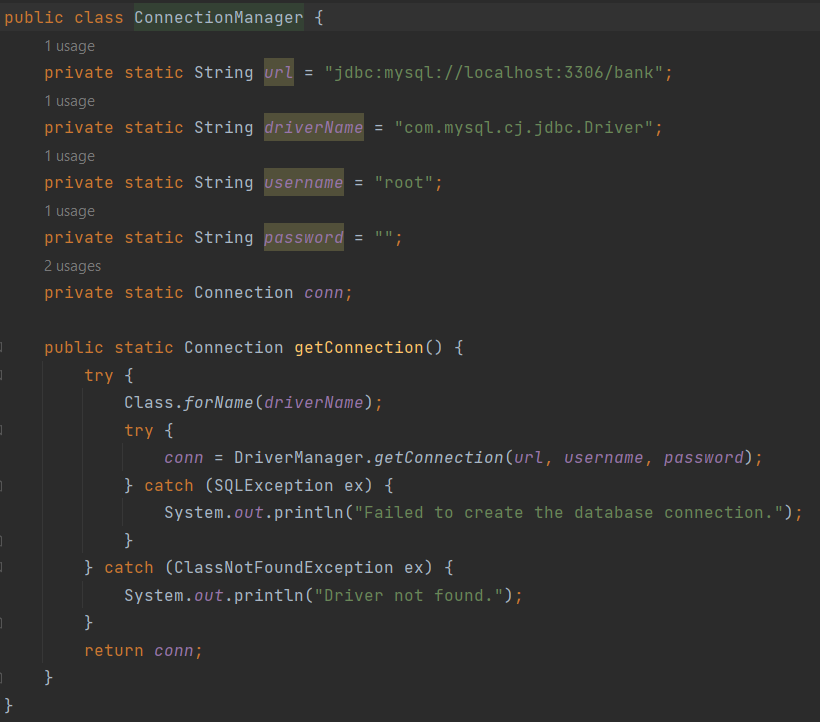 public class ConnectionManager {
1 usage
private static String url = "jdbc:mysql://localhost:3306/bank";
1 usage
private static String driverName = "com.mysql.cj.jdbc.Driver";
1 usage
private static String username = "root";
1 usage
private static String password = "";
2 usages
private static Connection conn;
public static Connection getConnection() {
try {
Class.forName(driverName);
try {
conn = DriverManager.getConnection(url, username, password);
} catch (SQLException ex) {
System.out.println("Failed to create the database connection.");
}
} catch (ClassNotFoundException ex) {
System.out.println("Driver not found.");
}
return conn;
}
}